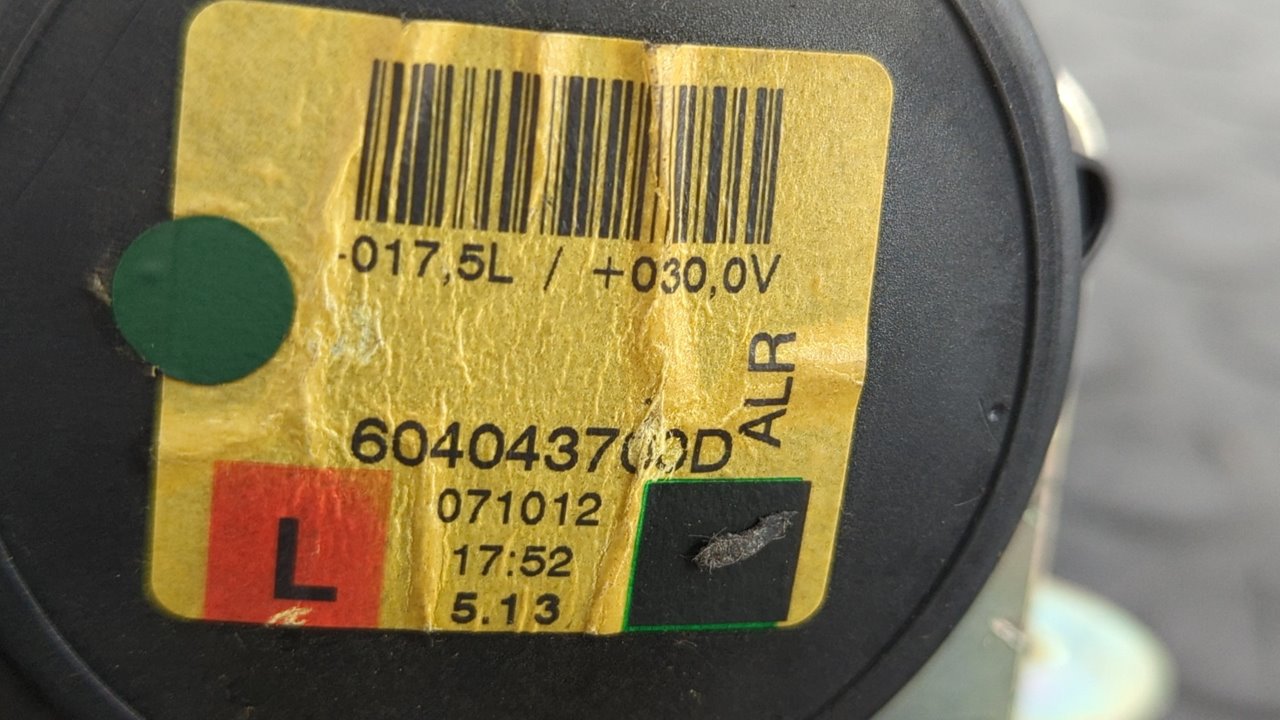 -017,5L / +030,0V
ALR
604043700D
071012
L
17:52
5.13